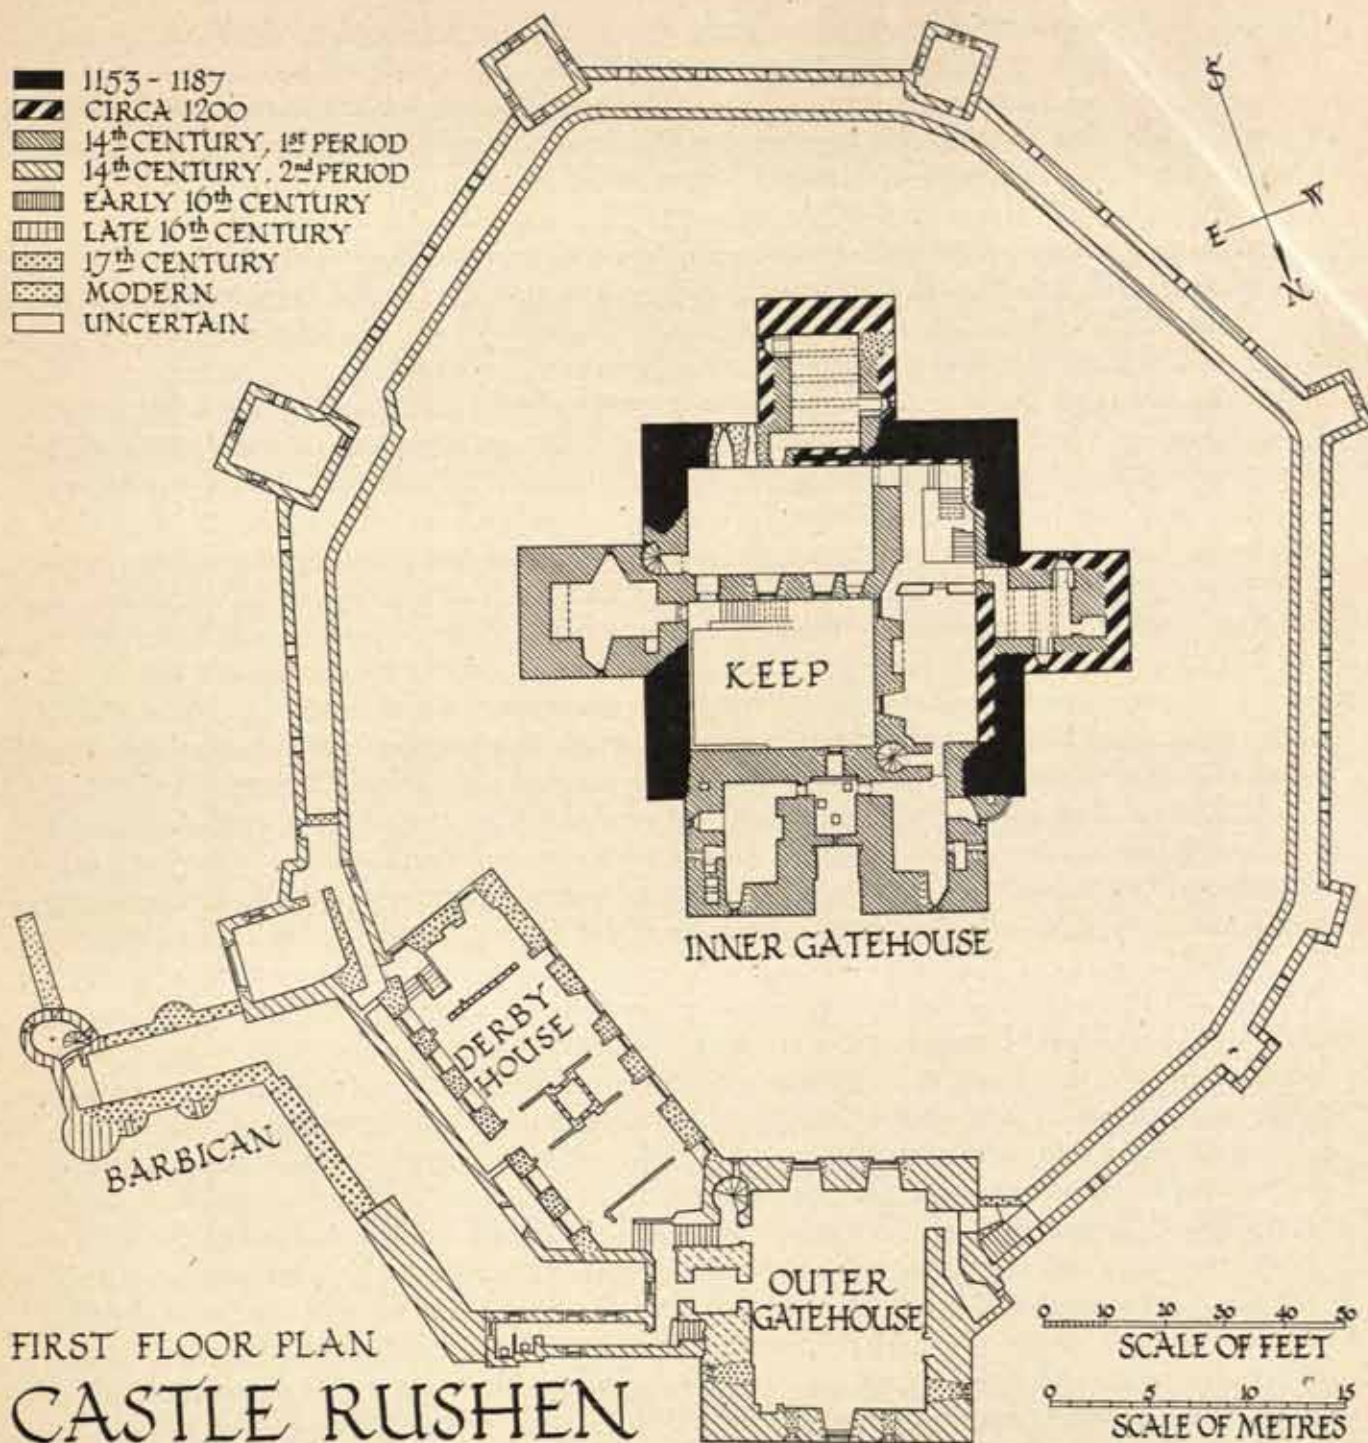 1153 - 1187
CIRCA 1200
14th CENTURY, 1st PERIOD
14th CENTURY, 2nd PERIOD
EARLY 16th CENTURY
LATE 16th CENTURY
17th CENTURY
MODERN
UNCERTAIN
S
W
E
N
KEEP
INNER GATEHOUSE
DERBY
HOUSE
BARBICAN
OUTER
GATEHOUSE
0 10 20 30 40 50
SCALE OF FEET
0 5 10 15
SCALE OF METRES
FIRST FLOOR PLAN
CASTLE RUSHEN